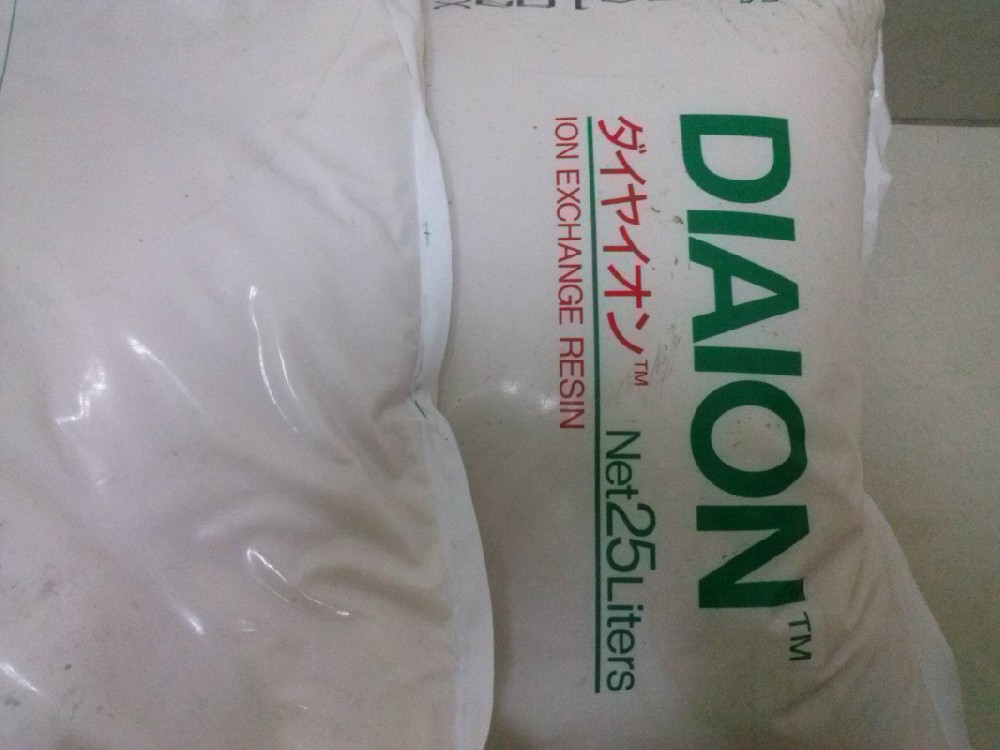 DIAION™
ダイヤイオン™ Net25Liters
ION EXCHANGE RESIN